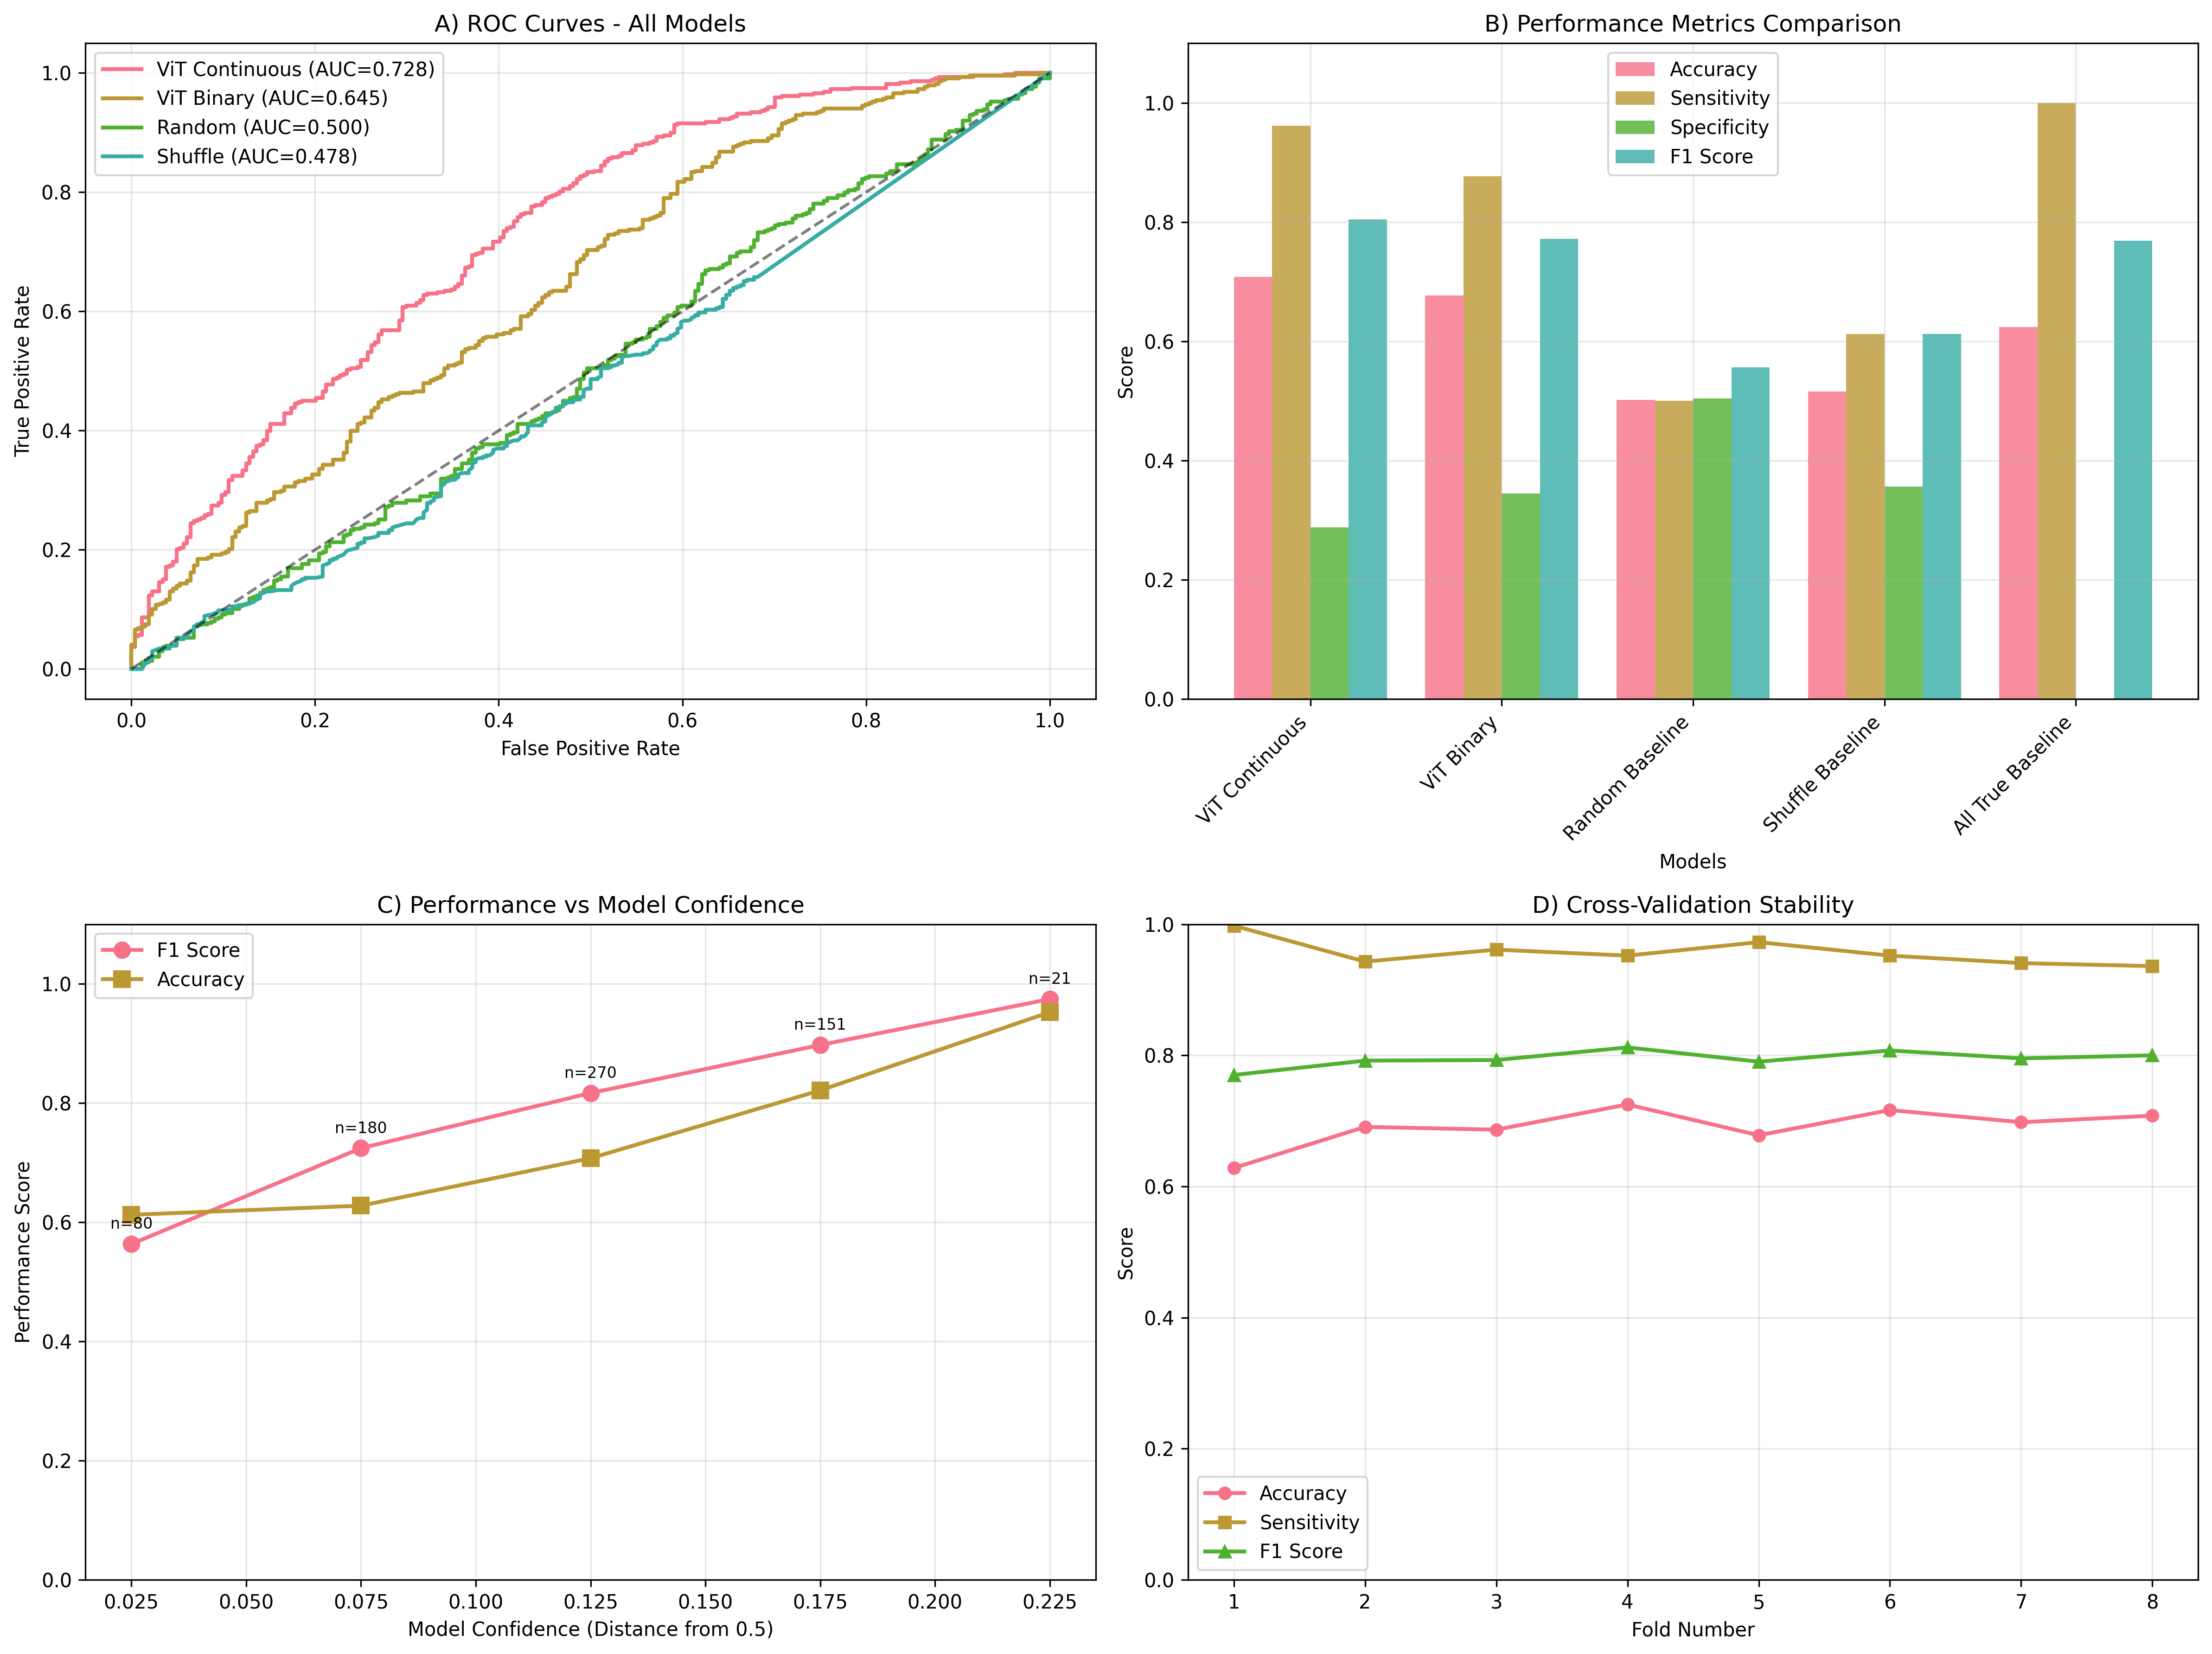 A) ROC Curves - All Models
ViT Continuous (AUC=0.728)
ViT Binary (AUC=0.645)
Random (AUC=0.500)
Shuffle (AUC=0.478)
1.0
0.8
0.6
0.4
0.2
0.0
True Positive Rate
0.0 0.2 0.4 0.6 0.8 1.0
False Positive Rate
B) Performance Metrics Comparison
Accuracy
Sensitivity
Specificity
F1 Score
1.0
0.8
0.6
0.4
0.2
0.0
Score
ViT Continuous
ViT Binary
Random Baseline
Shuffle Baseline
All True Baseline
Models
C) Performance vs Model Confidence
F1 Score
Accuracy
n=80
n=180
n=270
n=151
n=21
1.0
0.8
0.6
0.4
0.2
0.0
Performance Score
0.025 0.050 0.075 0.100 0.125 0.150 0.175 0.200 0.225
Model Confidence (Distance from 0.5)
D) Cross-Validation Stability
1.0
0.8
0.6
0.4
0.2
0.0
Score
Accuracy
Sensitivity
F1 Score
1 2 3 4 5 6 7 8
Fold Number